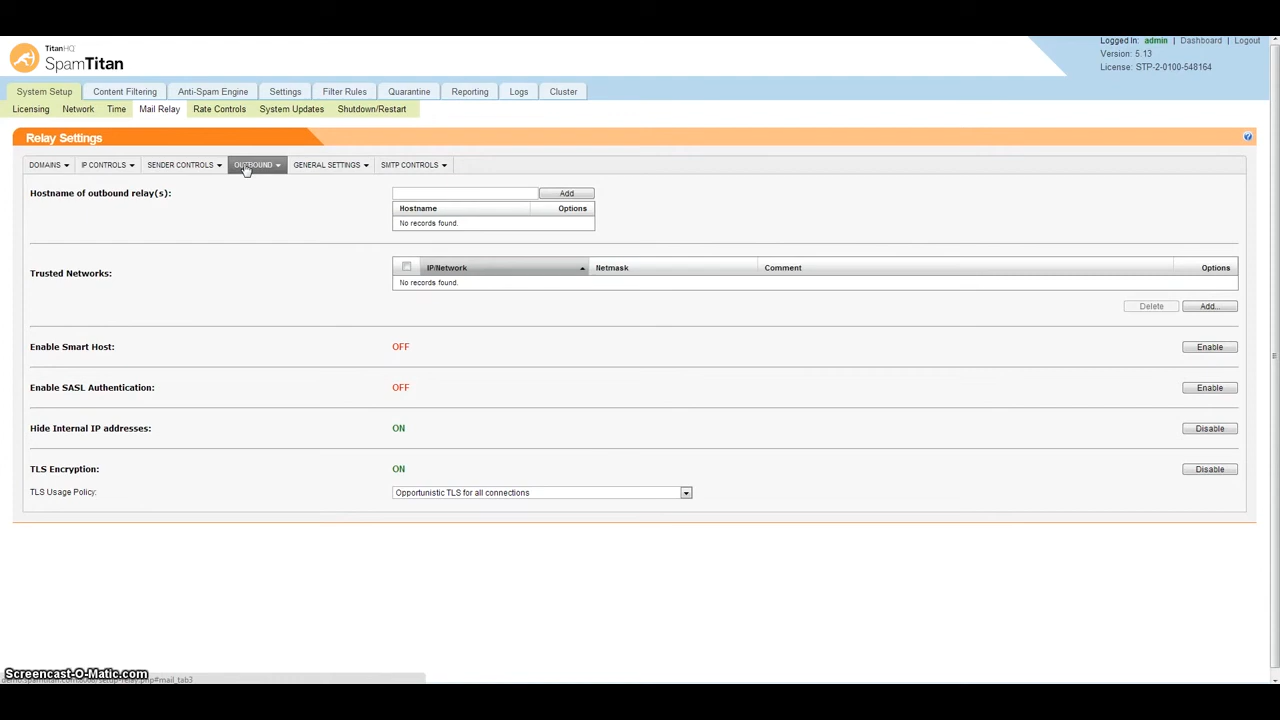 TitanHQ
SpamTitan
Logged In: admin | Dashboard | Logout
Version: 5.13
License: STP-2-0100-548164
System Setup Content Filtering Anti-Spam Engine Settings Filter Rules Quarantine Reporting Logs Cluster
Licensing Network Time Mail Relay Rate Controls System Updates Shutdown/Restart
Relay Settings
DOMAINS IP CONTROLS SENDER CONTROLS OUTBOUND GENERAL SETTINGS SMTP CONTROLS
Hostname of outbound relay(s): Add
Hostname Options
No records found.
Trusted Networks: IP/Network Netmask Comment Options
No records found.
Delete Add...
Enable Smart Host: OFF Enable
Enable SASL Authentication: OFF Enable
Hide Internal IP addresses: ON Disable
TLS Encryption: ON Disable
TLS Usage Policy: Opportunistic TLS for all connections
Screencast-O-Matic.com